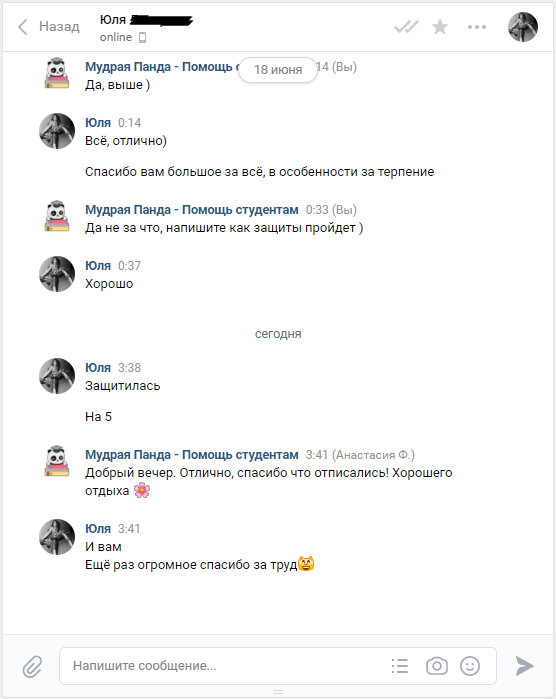 Назад
Юля
online
18 июня
Мудрая Панда - Помощь 14 (Вы)
Да, выше )
Юля 0:14
Всё, отлично)
Спасибо вам большое за всё, в особенности за терпение
Мудрая Панда - Помощь студентам 0:33 (Вы)
Да не за что, напишите как защиты пройдет )
Юля 0:37
Хорошо
сегодня
Юля 3:38
Защитилась
На 5
Мудрая Панда - Помощь студентам 3:41 (Анастасия Ф.)
Добрый вечер. Отлично, спасибо что отписались! Хорошего
отдыха 🌸
Юля 3:41
И вам
Ещё раз огромное спасибо за труд😸
Напишите сообщение...